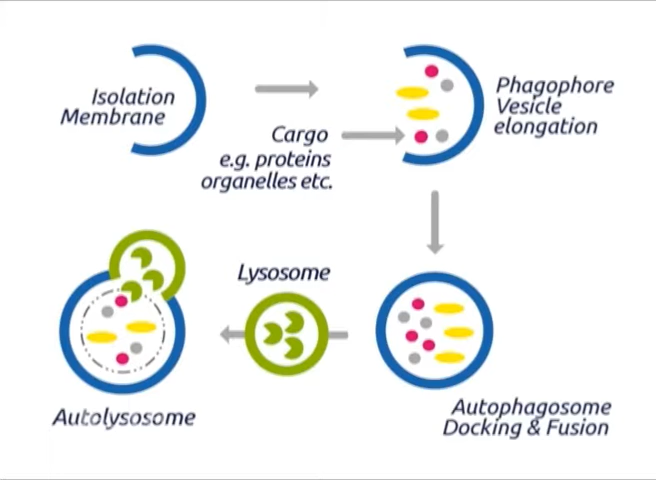 Isolation
Membrane
Cargo
e.g. proteins
organelles etc.
Phagophore
Vesicle
elongation
Lysosome
Autolysosome
Autophagosome
Docking & Fusion